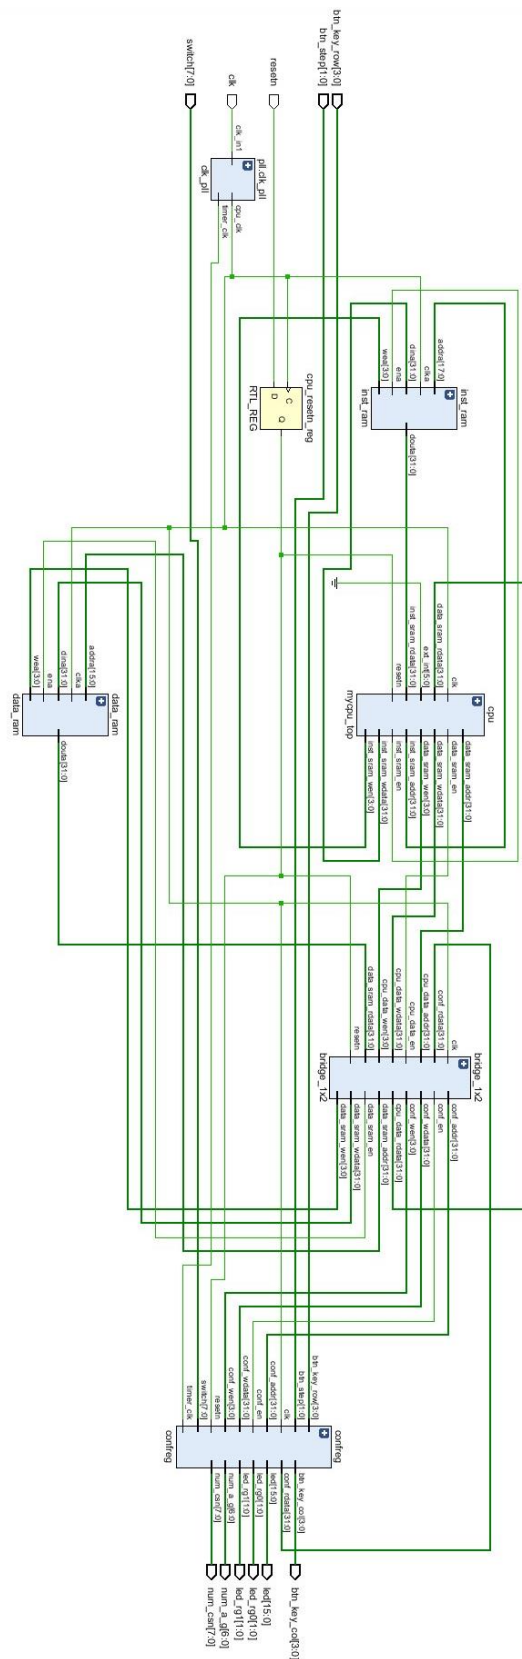 btn_key_row[3:0]
btn_step[1:0]
resetn
clk
switch[7:0]
pll.clk_pll
clk_in1
cpu_clk
timer_clk
clk_pll
inst_ram
addra[17:0]
clka
dina[31:0]
ena
wea[3:0]
douta[31:0]
inst_ram
cpu_resetn_reg
C
Q
D
RTL_REG
cpu
clk
data_sram_rdata[31:0]
ext_int[5:0]
inst_sram_rdata[31:0]
resetn
data_sram_addr[31:0]
data_sram_en
data_sram_wdata[31:0]
data_sram_wen[3:0]
inst_sram_addr[31:0]
inst_sram_en
inst_sram_wdata[31:0]
inst_sram_wen[3:0]
mycpu_top
data_ram
addra[15:0]
clka
dina[31:0]
ena
wea[3:0]
douta[31:0]
data_ram
bridge_1x2
clk
conf_rdata[31:0]
cpu_data_addr[31:0]
cpu_data_en
cpu_data_wdata[31:0]
cpu_data_wen[3:0]
data_sram_rdata[31:0]
resetn
conf_addr[31:0]
conf_en
conf_wdata[31:0]
conf_wen[3:0]
cpu_data_rdata[31:0]
data_sram_addr[31:0]
data_sram_en
data_sram_wdata[31:0]
data_sram_wen[3:0]
bridge_1x2
confreg
btn_key_row[3:0]
btn_step[1:0]
clk
conf_addr[31:0]
conf_en
conf_wdata[31:0]
conf_wen[3:0]
resetn
switch[7:0]
timer_clk
btn_key_col[3:0]
conf_rdata[31:0]
led[15:0]
led_rg0[1:0]
led_rg1[1:0]
num_a_g[6:0]
num_csn[7:0]
confreg
btn_key_col[3:0]
led[15:0]
led_rg0[1:0]
led_rg1[1:0]
num_a_g[6:0]
num_csn[7:0]